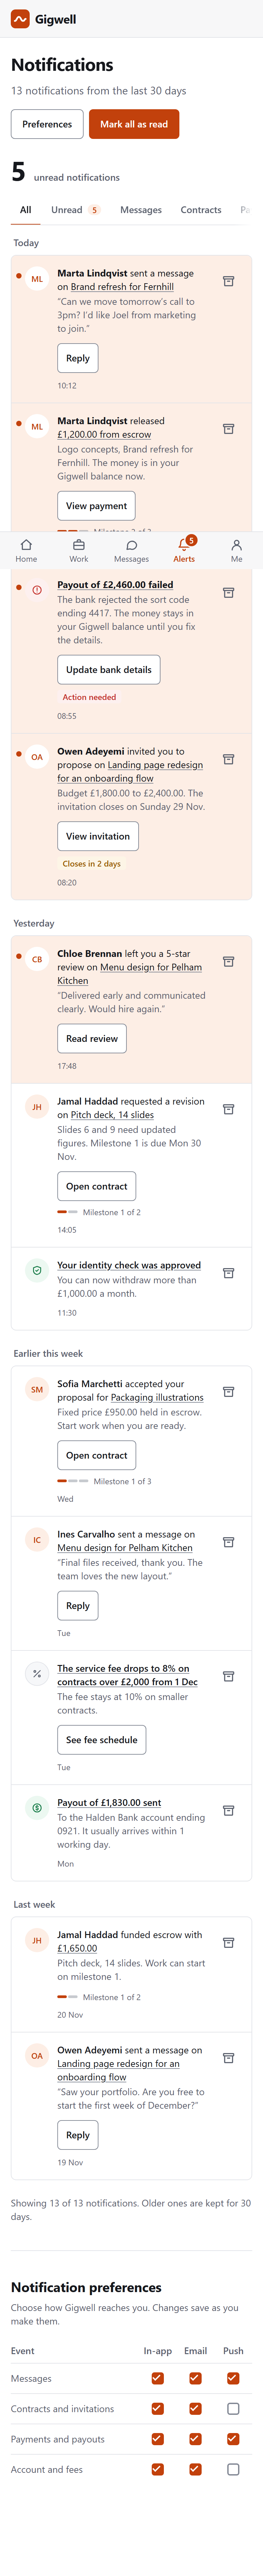 Gigwell
Notifications
13 notifications from the last 30 days
Preferences
Mark all as read
5 unread notifications
All
Unread 5
Messages
Contracts
Today
ML
Marta Lindqvist sent a message
on Brand refresh for Fernhill
“Can we move tomorrow’s call to
3pm? I’d like Joel from marketing
to join.”
Reply
10:12
ML
Marta Lindqvist released
£1,200.00 from escrow
Logo concepts, Brand refresh for
Fernhill. The money is in your
Gigwell balance now.
View payment
Home
Work
Messages
5
Alerts
Me
Payout of £2,460.00 failed
The bank rejected the sort code
ending 4417. The money stays in
your Gigwell balance until you fix
the details.
Update bank details
Action needed
08:55
OA
Owen Adeyemi invited you to
propose on Landing page redesign
for an onboarding flow
Budget £1,800.00 to £2,400.00. The
invitation closes on Sunday 29 Nov.
View invitation
Closes in 2 days
08:20
Yesterday
CB
Chloe Brennan left you a 5-star
review on Menu design for Pelham
Kitchen
“Delivered early and communicated
clearly. Would hire again.”
Read review
17:48
JH
Jamal Haddad requested a revision
on Pitch deck, 14 slides
Slides 6 and 9 need updated
figures. Milestone 1 is due Mon 30
Nov.
Open contract
Milestone 1 of 2
14:05
Your identity check was approved
You can now withdraw more than
£1,000.00 a month.
11:30
Earlier this week
SM
Sofia Marchetti accepted your
proposal for Packaging illustrations
Fixed price £950.00 held in escrow.
Start work when you are ready.
Open contract
Milestone 1 of 3
Wed
IC
Ines Carvalho sent a message on
Menu design for Pelham Kitchen
“Final files received, thank you. The
team loves the new layout.”
Reply
Tue
The service fee drops to 8% on
contracts over £2,000 from 1 Dec
The fee stays at 10% on smaller
contracts.
See fee schedule
Tue
Payout of £1,830.00 sent
To the Halden Bank account ending
0921. It usually arrives within 1
working day.
Mon
Last week
JH
Jamal Haddad funded escrow with
£1,650.00
Pitch deck, 14 slides. Work can start
on milestone 1.
Milestone 1 of 2
20 Nov
OA
Owen Adeyemi sent a message on
Landing page redesign for an
onboarding flow
“Saw your portfolio. Are you free to
start the first week of December?”
Reply
19 Nov
Showing 13 of 13 notifications. Older ones are kept for 30
days.
Notification preferences
Choose how Gigwell reaches you. Changes save as you
make them.
Event In-app Email Push
Messages
Contracts and invitations
Payments and payouts
Account and fees